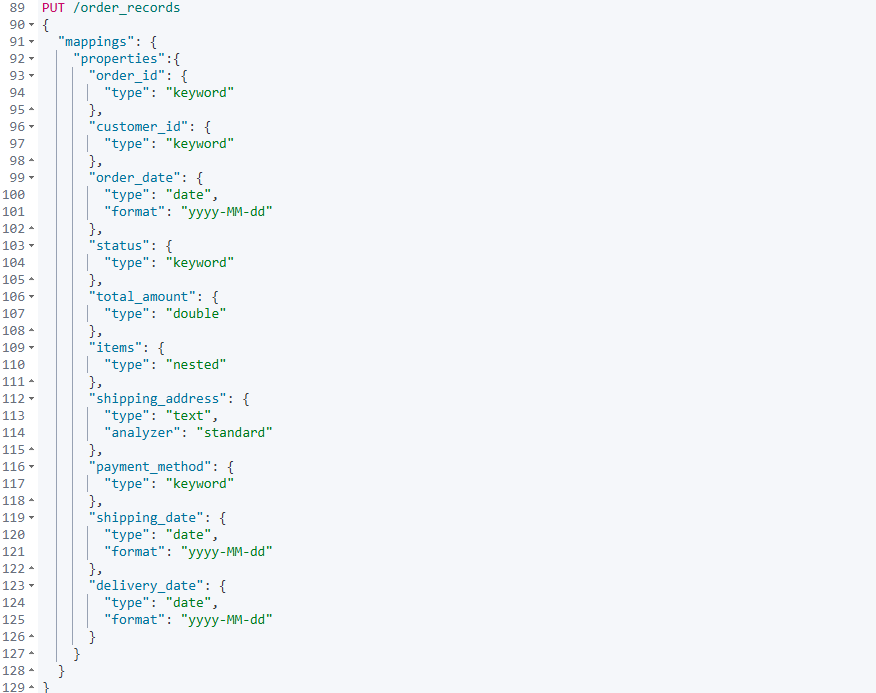 89 PUT /order_records
90 {
91 "mappings": {
92 "properties":{
93 "order_id": {
94 "type": "keyword"
95 },
96 "customer_id": {
97 "type": "keyword"
98 },
99 "order_date": {
100 "type": "date",
101 "format": "yyyy-MM-dd"
102 },
103 "status": {
104 "type": "keyword"
105 },
106 "total_amount": {
107 "type": "double"
108 },
109 "items": {
110 "type": "nested"
111 },
112 "shipping_address": {
113 "type": "text",
114 "analyzer": "standard"
115 },
116 "payment_method": {
117 "type": "keyword"
118 },
119 "shipping_date": {
120 "type": "date",
121 "format": "yyyy-MM-dd"
122 },
123 "delivery_date": {
124 "type": "date",
125 "format": "yyyy-MM-dd"
126 }
127 }
128 }
129 }